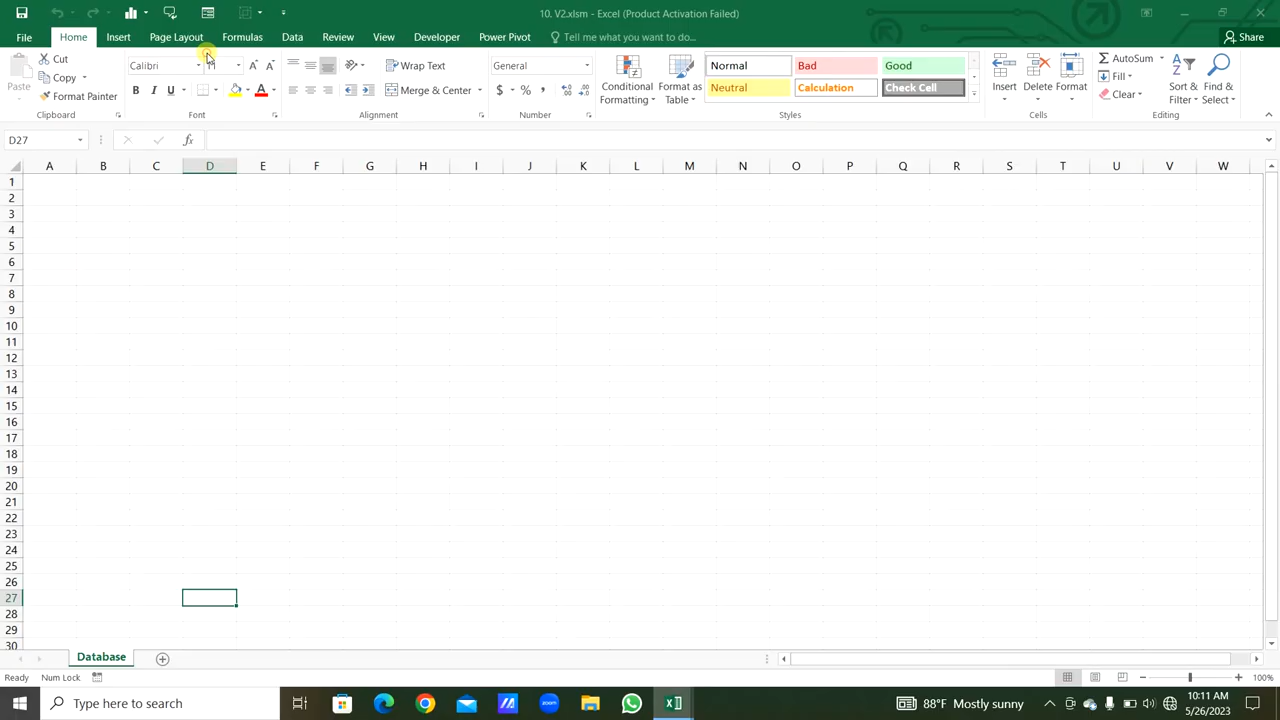 10. V2.xlsm - Excel (Product Activation Failed)
File Home Insert Page Layout Formulas Data Review View Developer Power Pivot Tell me what you want to do... Share
Paste
Cut
Copy
Format Painter
Clipboard
Calibri 11
B I U
Font
Wrap Text
Merge & Center
Alignment
General
$ % ,
Number
Conditional
Formatting
Format as
Table
Normal Bad Good
Neutral Calculation Check Cell
Styles
Insert Delete Format
Cells
AutoSum
Fill
Clear
Sort &
Filter
Find &
Select
Editing
D27 fx
A B C D E F G H I J K L M N O P Q R S T U V W
1
2
3
4
5
6
7
8
9
10
11
12
13
14
15
16
17
18
19
20
21
22
23
24
25
26
27
28
29
30
Database
Ready Num Lock 100%
Type here to search
zoom
88°F Mostly sunny
10:11 AM
5/26/2023